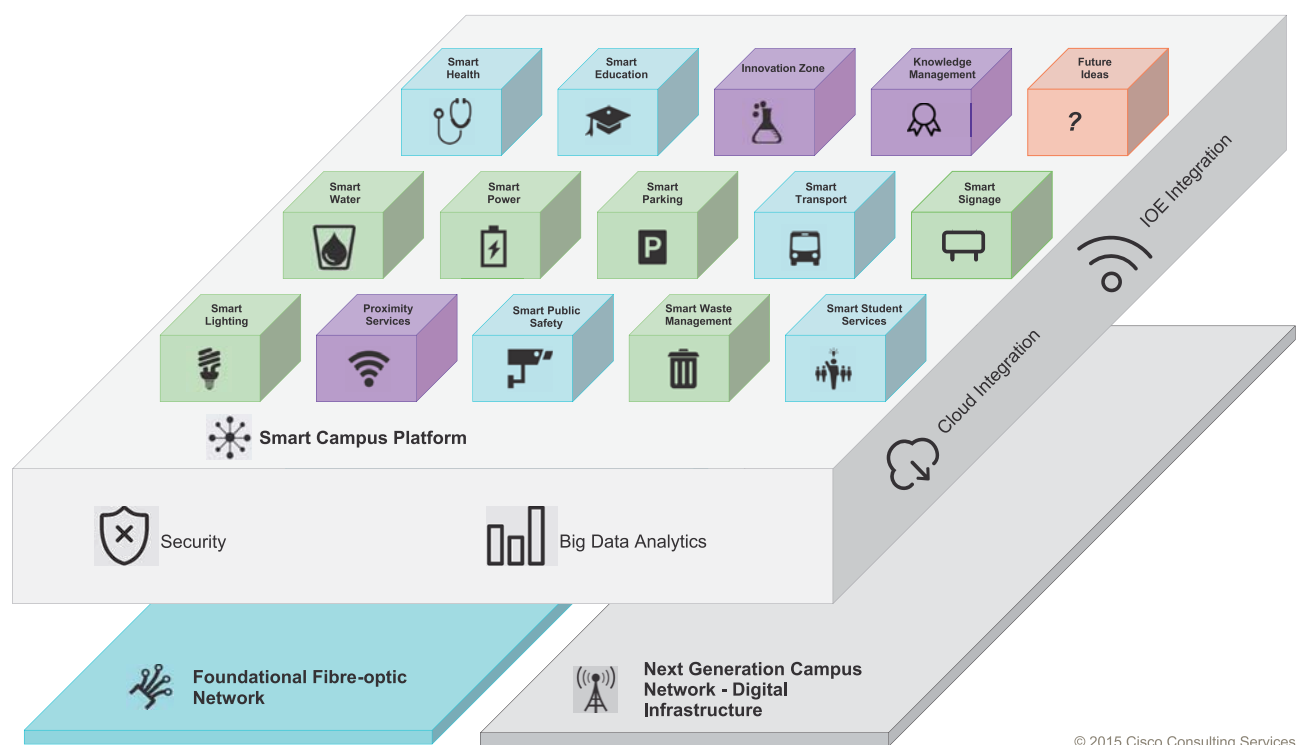 Smart
Health
Smart
Education
Innovation Zone
Knowledge
Management
Future
Ideas
?
Smart
Water
Smart
Power
Smart
Parking
P
Smart
Transport
Smart
Signage
Smart
Lighting
Proximity
Services
Smart Public
Safety
Smart Waste
Management
Smart Student
Services
IOE Integration
Cloud Integration
Smart Campus Platform
Security
Big Data Analytics
Foundational Fibre-optic
Network
Next Generation Campus
Network - Digital
Infrastructure
© 2015 Cisco Consulting Services